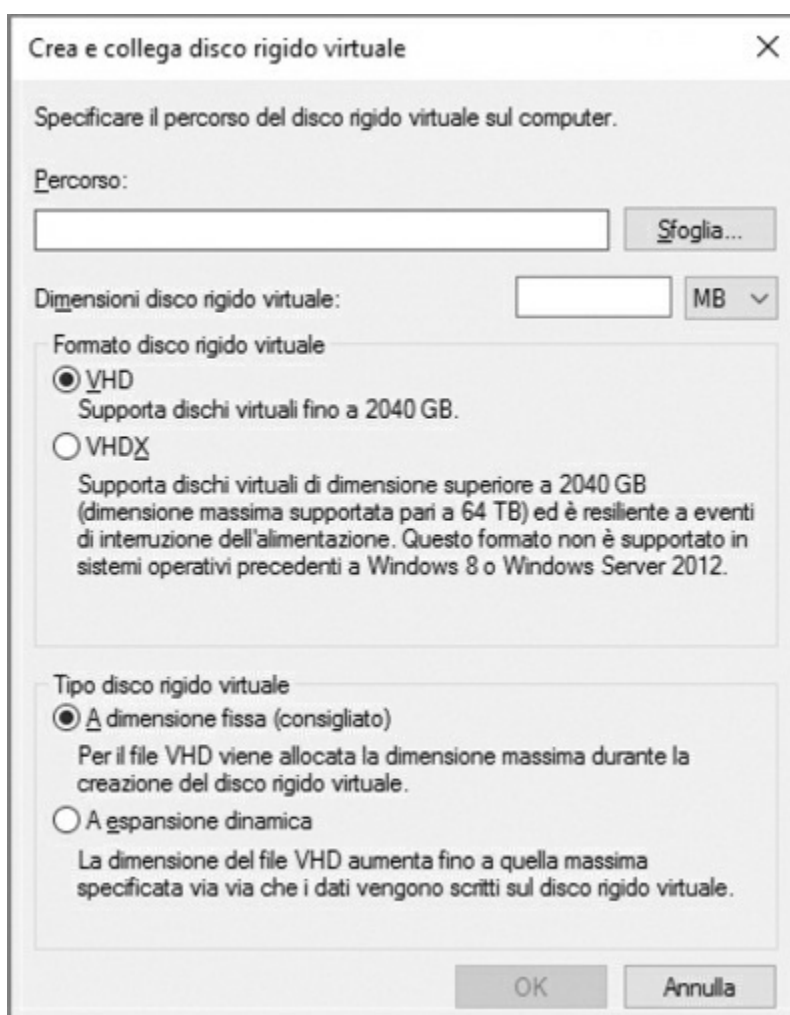 Crea e collega disco rigido virtuale
Specificare il percorso del disco rigido virtuale sul computer.
Percorso:
Sfoglia...
Dimensioni disco rigido virtuale:
MB
Formato disco rigido virtuale
VHD
Supporta dischi virtuali fino a 2040 GB.
VHDX
Supporta dischi virtuali di dimensione superiore a 2040 GB
(dimensione massima supportata pari a 64 TB) ed è resiliente a eventi
di interruzione dell'alimentazione. Questo formato non è supportato in
sistemi operativi precedenti a Windows 8 o Windows Server 2012.
Tipo disco rigido virtuale
A dimensione fissa (consigliato)
Per il file VHD viene allocata la dimensione massima durante la
creazione del disco rigido virtuale.
A espansione dinamica
La dimensione del file VHD aumenta fino a quella massima
specificata via via che i dati vengono scritti sul disco rigido virtuale.
OK
Annulla